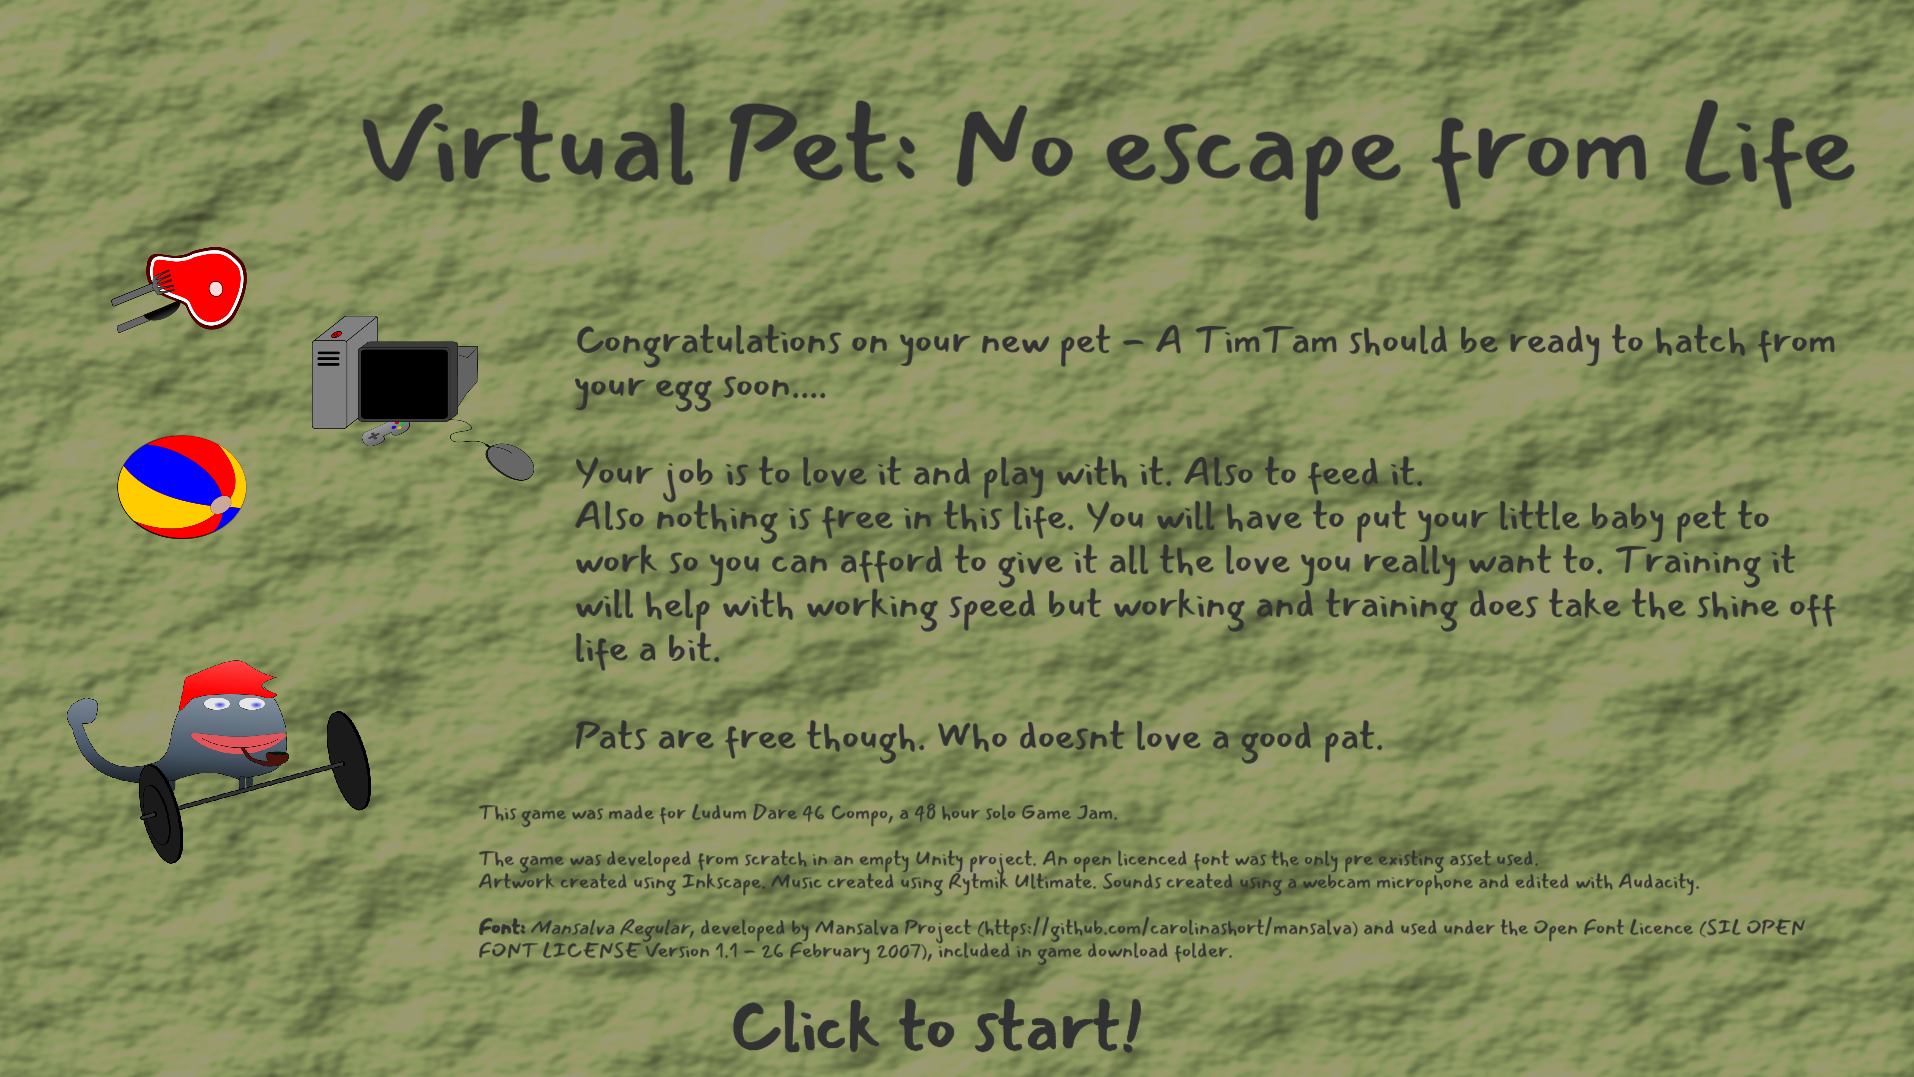 Virtual Pet: No escape from Life
Congratulations on your new pet - A TimTam should be ready to hatch from
your egg soon....
Your job is to love it and play with it. Also to feed it.
Also nothing is free in this life. You will have to put your little baby pet to
work so you can afford to give it all the love you really want to. Training it
will help with working speed but working and training does take the shine off
life a bit.
Pats are free though. Who doesnt love a good pat.
This game was made for Ludum Dare 46 Compo, a 48 hour solo Game Jam.
The game was developed from scratch in an empty Unity project. An open licenced font was the only pre existing asset used.
Artwork created using Inkscape. Music created using Rytmik Ultimate. Sounds created using a webcam microphone and edited with Audacity.
Font: Mansalva Regular, developed by Mansalva Project (https://github.com/carolinashort/mansalva) and used under the Open Font Licence (SIL OPEN
FONT LICENSE Version 1.1 - 26 February 2007), included in game download folder.
Click to start!